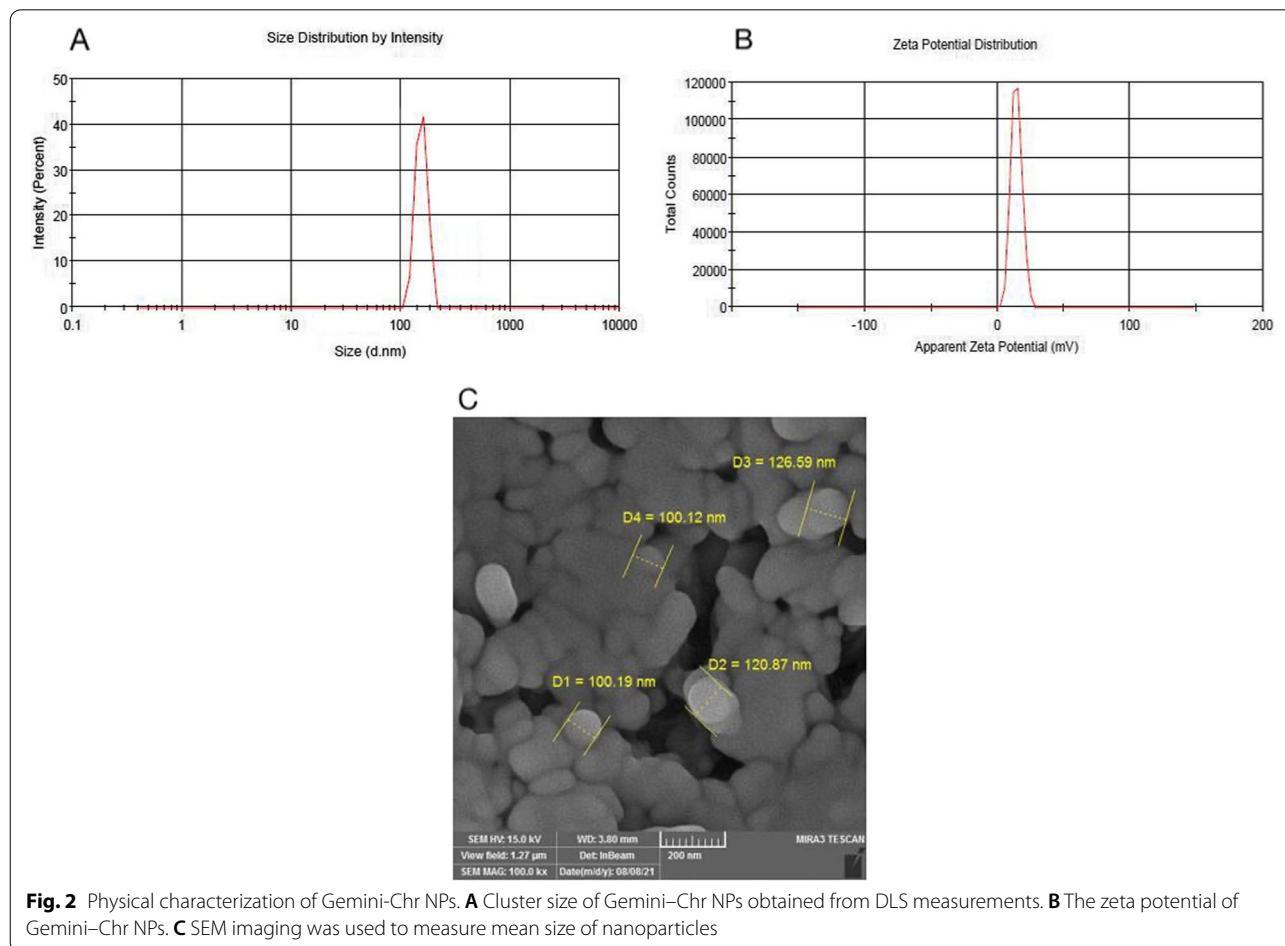 A
Size Distribution by Intensity
50
40
30
20
10
0
Intensity (Percent)
0.1 1 10 100 1000 10000
Size (d.nm)
B
Zeta Potential Distribution
120000
100000
80000
60000
40000
20000
0
Total Counts
-100 0 100 200
Apparent Zeta Potential (mV)
C
D3 = 126.59 nm
D4 = 100.12 nm
D2 = 120.87 nm
D1 = 100.19 nm
SEM HV: 15.0 kV WD: 3.80 mm MIRA3 TESCAN
View field: 1.27 µm Det: InBeam 200 nm
SEM MAG: 100.0 kx Date(m/d/y): 08/08/21
Fig. 2 Physical characterization of Gemini-Chr NPs. A Cluster size of Gemini–Chr NPs obtained from DLS measurements. B The zeta potential of
Gemini–Chr NPs. C SEM imaging was used to measure mean size of nanoparticles